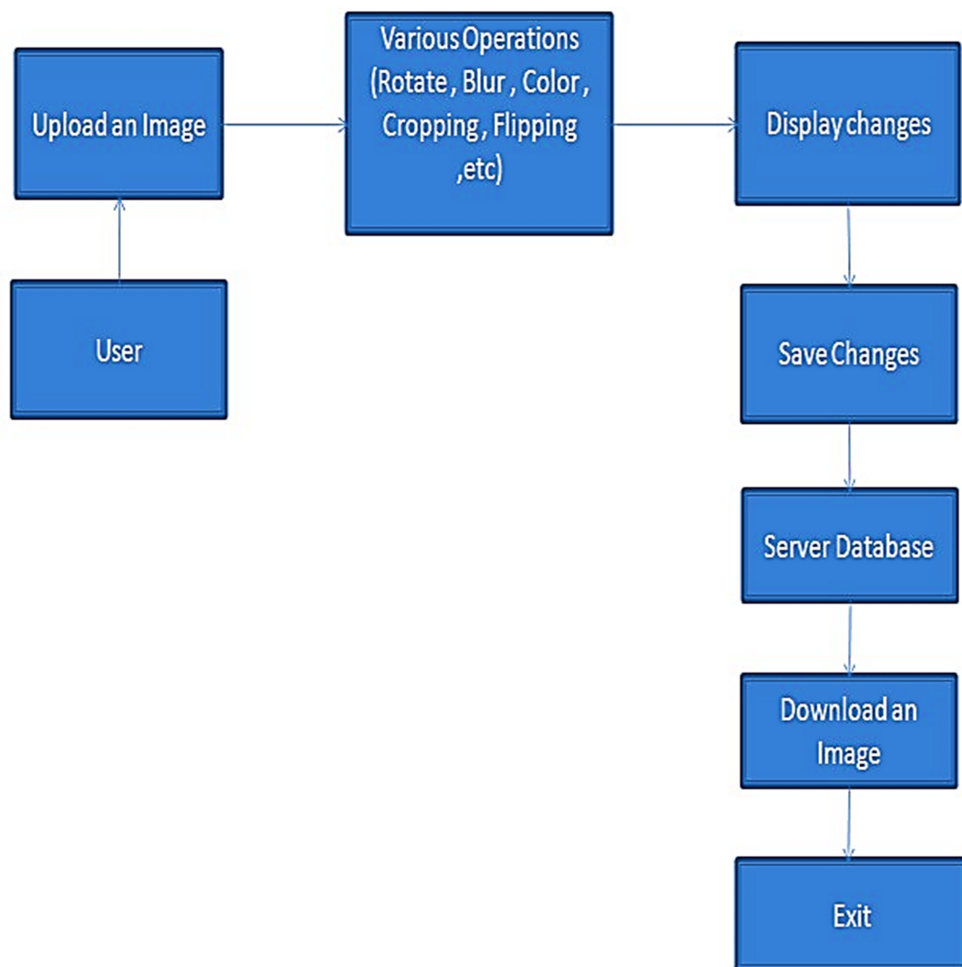 Various Operations
(Rotate , Blur , Color ,
Cropping , Flipping
,etc)
Upload an Image
Display changes
User
Save Changes
Server Database
Download an
Image
Exit